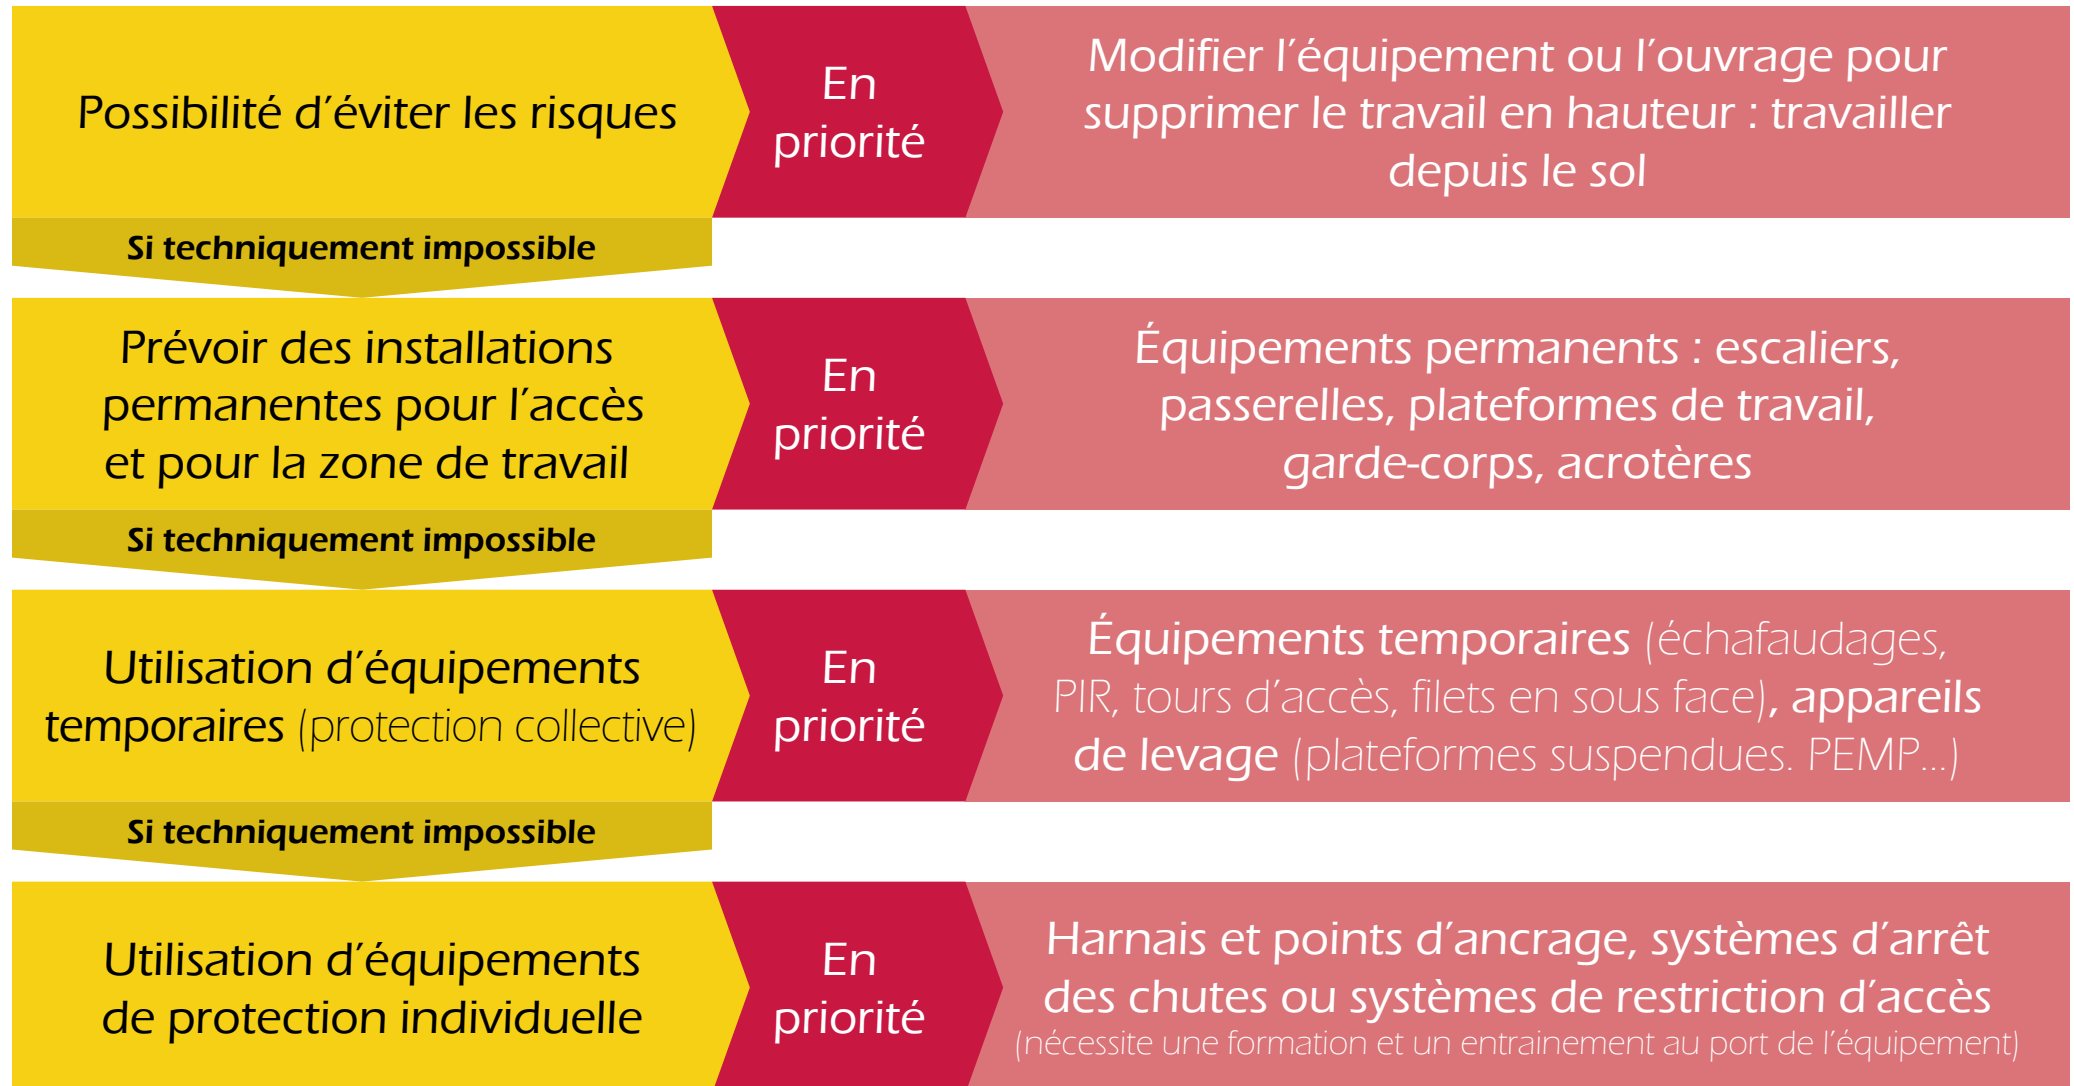 Possibilité d’éviter les risques
En
priorité
Modifier l’équipement ou l’ouvrage pour
supprimer le travail en hauteur : travailler
depuis le sol
Si techniquement impossible
Prévoir des installations
permanentes pour l’accès
et pour la zone de travail
En
priorité
Équipements permanents : escaliers,
passerelles, plateformes de travail,
garde-corps, acrotères
Si techniquement impossible
Utilisation d’équipements
temporaires (protection collective)
En
priorité
Équipements temporaires (échafaudages,
PIR, tours d’accès, filets en sous face), appareils
de levage (plateformes suspendues. PEMP...)
Si techniquement impossible
Utilisation d’équipements
de protection individuelle
En
priorité
Harnais et points d’ancrage, systèmes d’arrêt
des chutes ou systèmes de restriction d’accès
(nécessite une formation et un entrainement au port de l’équipement)